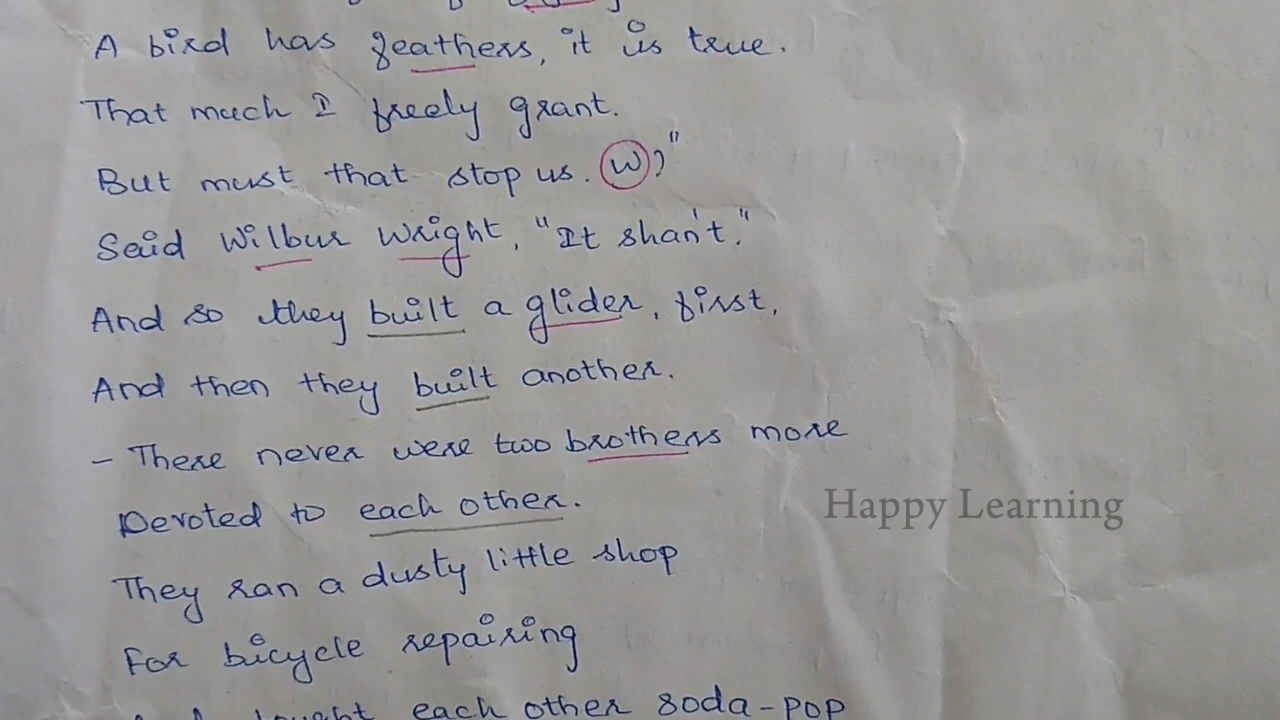 A bird has feathers, it is true.
That much I freely grant.
But must that stop us. W?"
Said Wilbur Wright, "It shan't."
And so they built a glider, first,
And then they built another.
- There never were two brothers more
Devoted to each other.
They ran a dusty little shop
For bicycle repairing
each other soda-pop
Happy Learning